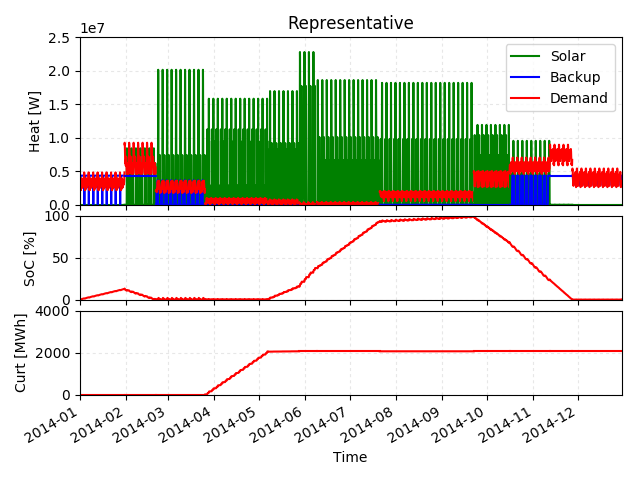 Representative
1e7
2.5
2.0
1.5
1.0
0.5
0.0
Heat [W]
Solar
Backup
Demand
100
50
0
SoC [%]
4000
2000
0
Curt [MWh]
2014-01
2014-02
2014-03
2014-04
2014-05
2014-06
2014-07
2014-08
2014-09
2014-10
2014-11
2014-12
Time